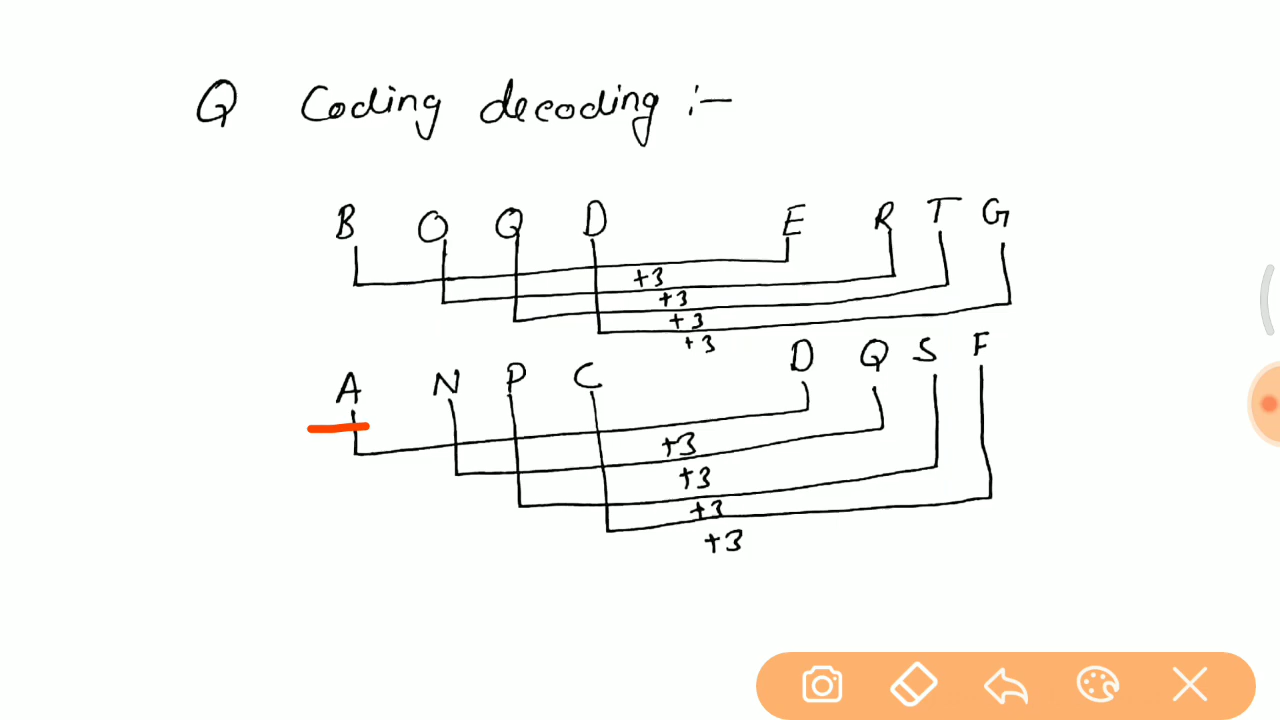 Q Coding decoding :-
B O Q D E R T G
+3
+3
+3
+3
A N P C D Q S F
+3
+3
+3
+3